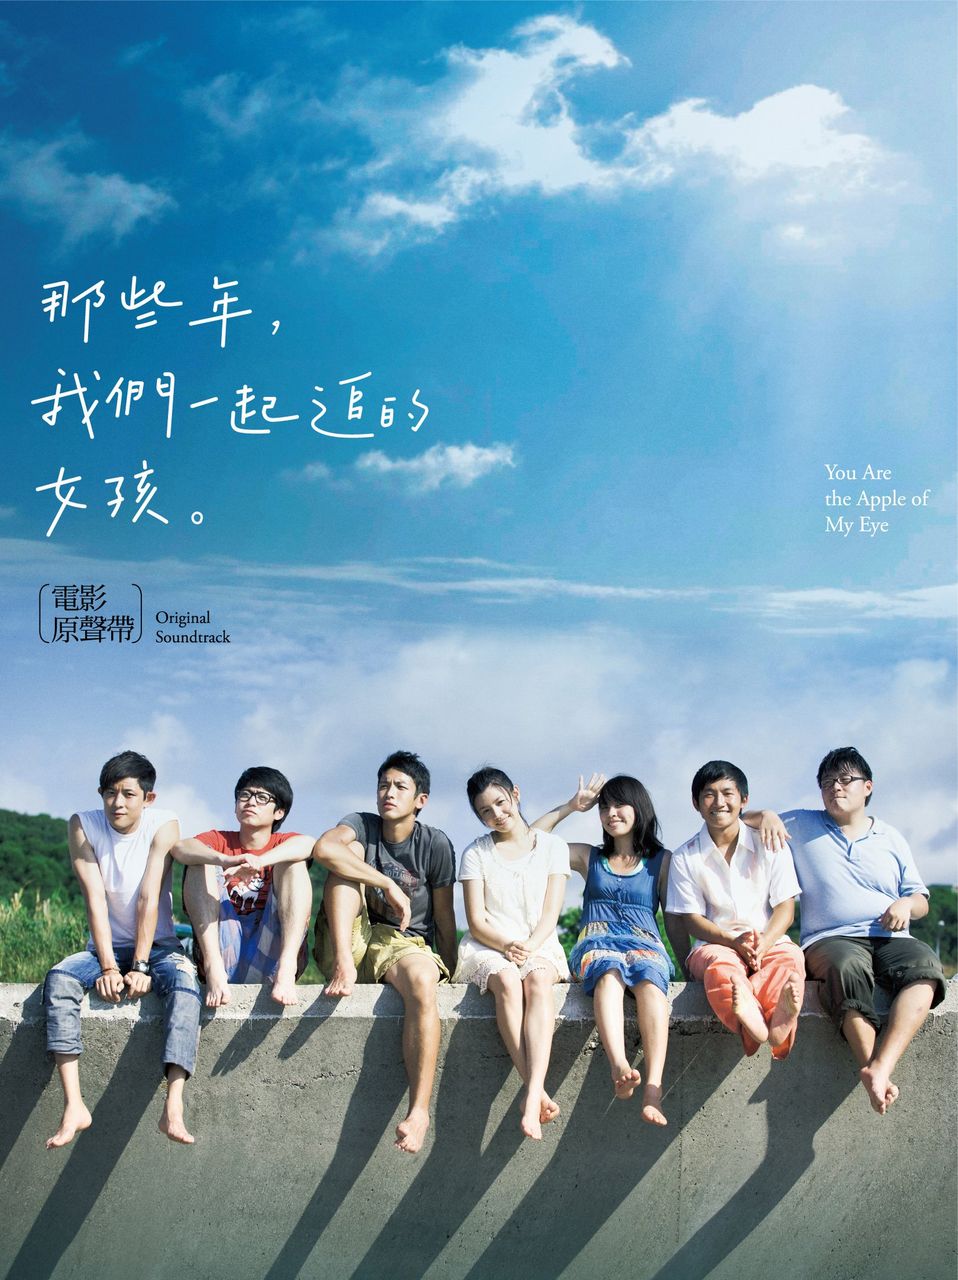 那些年，
我們一起追的
女孩。
You Are
the Apple of
My Eye
電影
原聲帶
Original
Soundtrack